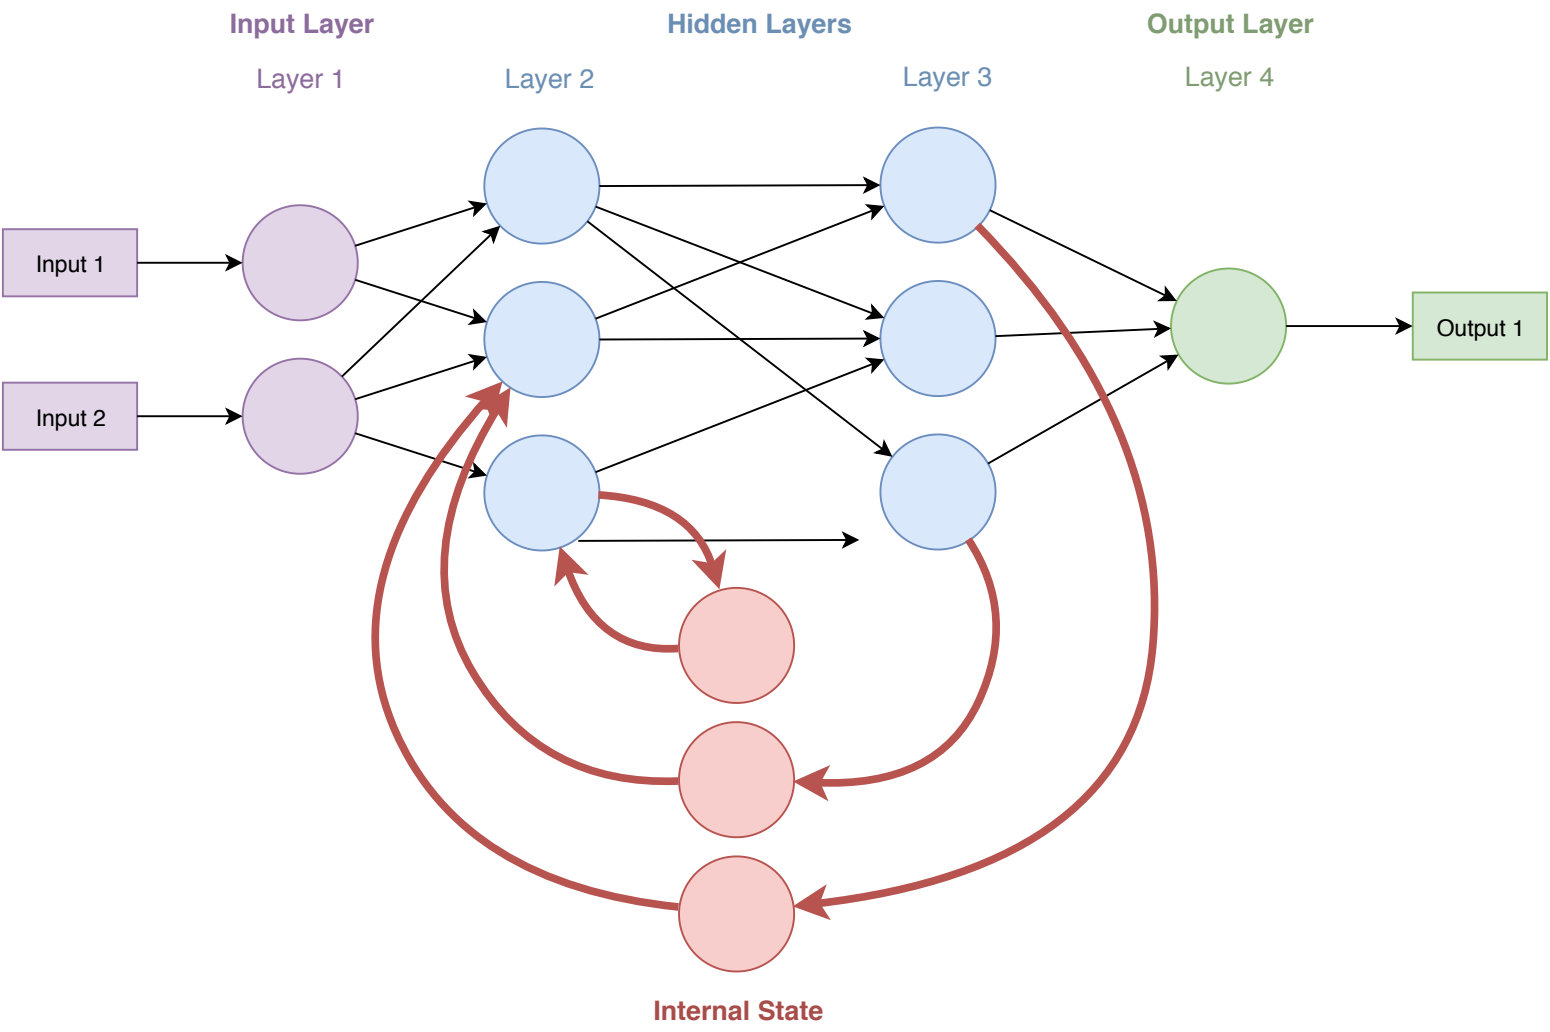 Input Layer
Hidden Layers
Output Layer
Layer 1
Layer 2
Layer 3
Layer 4
Input 1
Input 2
Output 1
Internal State